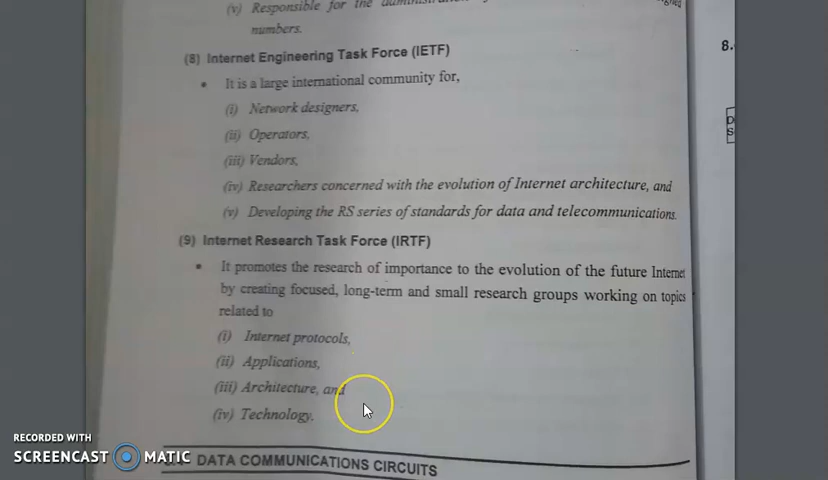 (v) Responsible for the
numbers.
(8) Internet Engineering Task Force (IETF)
• It is a large international community for,
(i) Network designers,
(ii) Operators,
(iii) Vendors,
(iv) Researchers concerned with the evolution of Internet architecture, and
(v) Developing the RS series of standards for data and telecommunications.
(9) Internet Research Task Force (IRTF)
• It promotes the research of importance to the evolution of the future Internet
by creating focused, long-term and small research groups working on topics
related to
(i) Internet protocols,
(ii) Applications,
(iii) Architecture, and
(iv) Technology.
DATA COMMUNICATIONS CIRCUITS
8.
RECORDED WITH
SCREENCAST MATIC